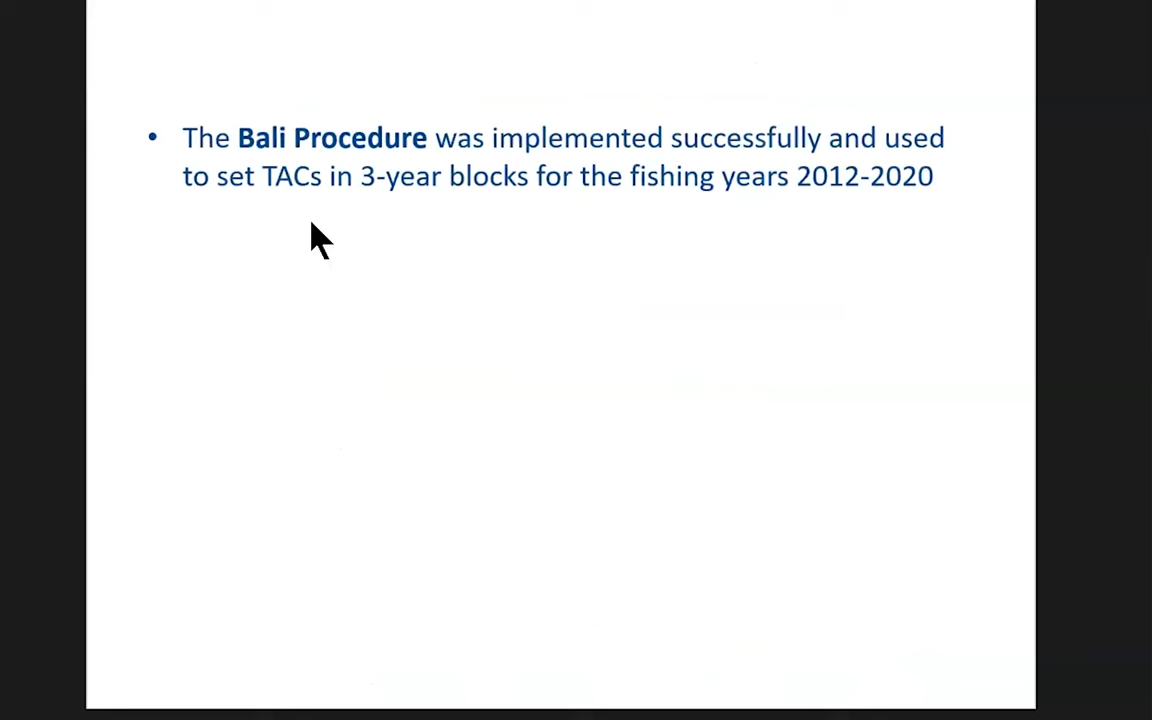 • The Bali Procedure was implemented successfully and used
to set TACs in 3-year blocks for the fishing years 2012-2020